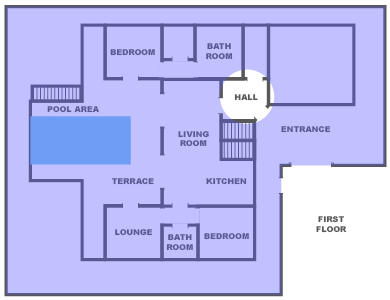 BEDROOM
BATH
ROOM
HALL
POOL AREA
ENTRANCE
LIVING
ROOM
TERRACE
KITCHEN
FIRST
FLOOR
LOUNGE
BATH
ROOM
BEDROOM